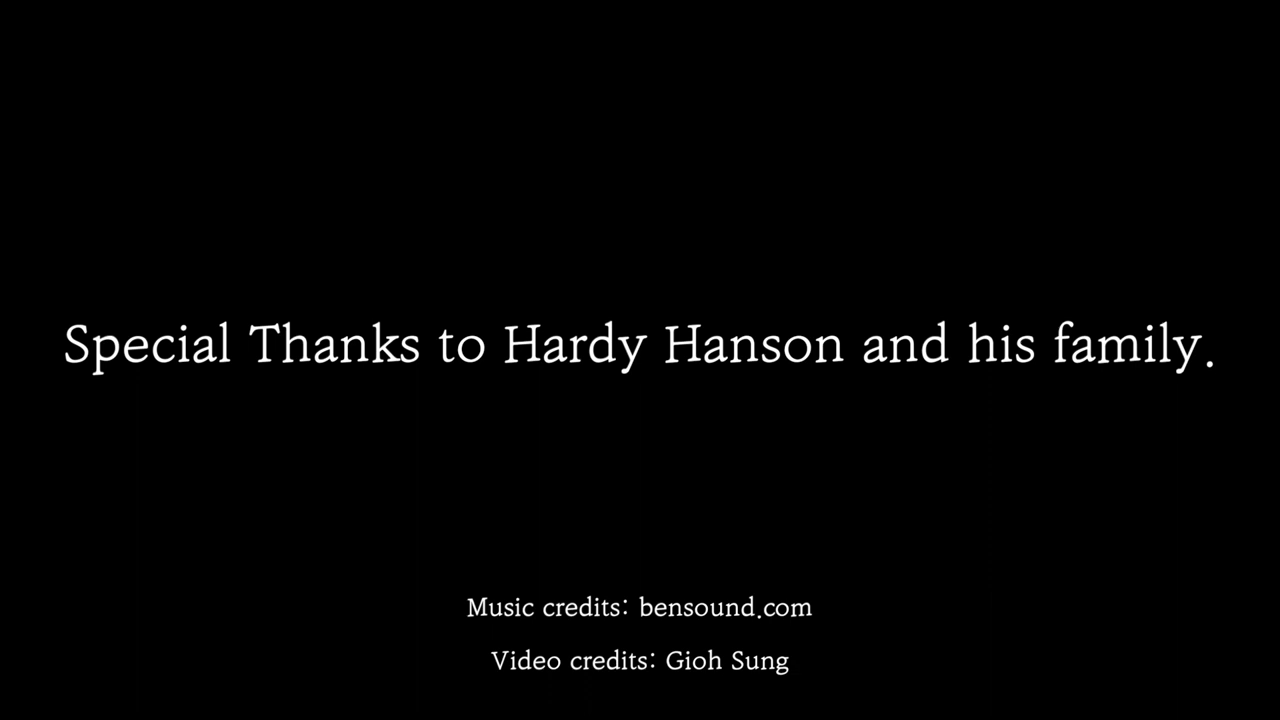 Special Thanks to Hardy Hanson and his family.
Music credits: bensound.com
Video credits: Gioh Sung